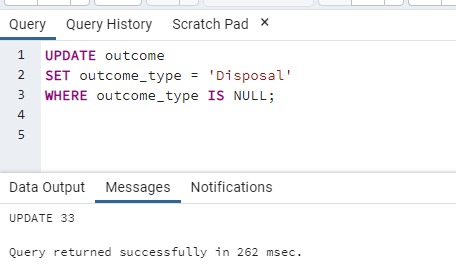 Query Query History Scratch Pad ×
1 UPDATE outcome
2 SET outcome_type = 'Disposal'
3 WHERE outcome_type IS NULL;
4
5
Data Output Messages Notifications
UPDATE 33
Query returned successfully in 262 msec.